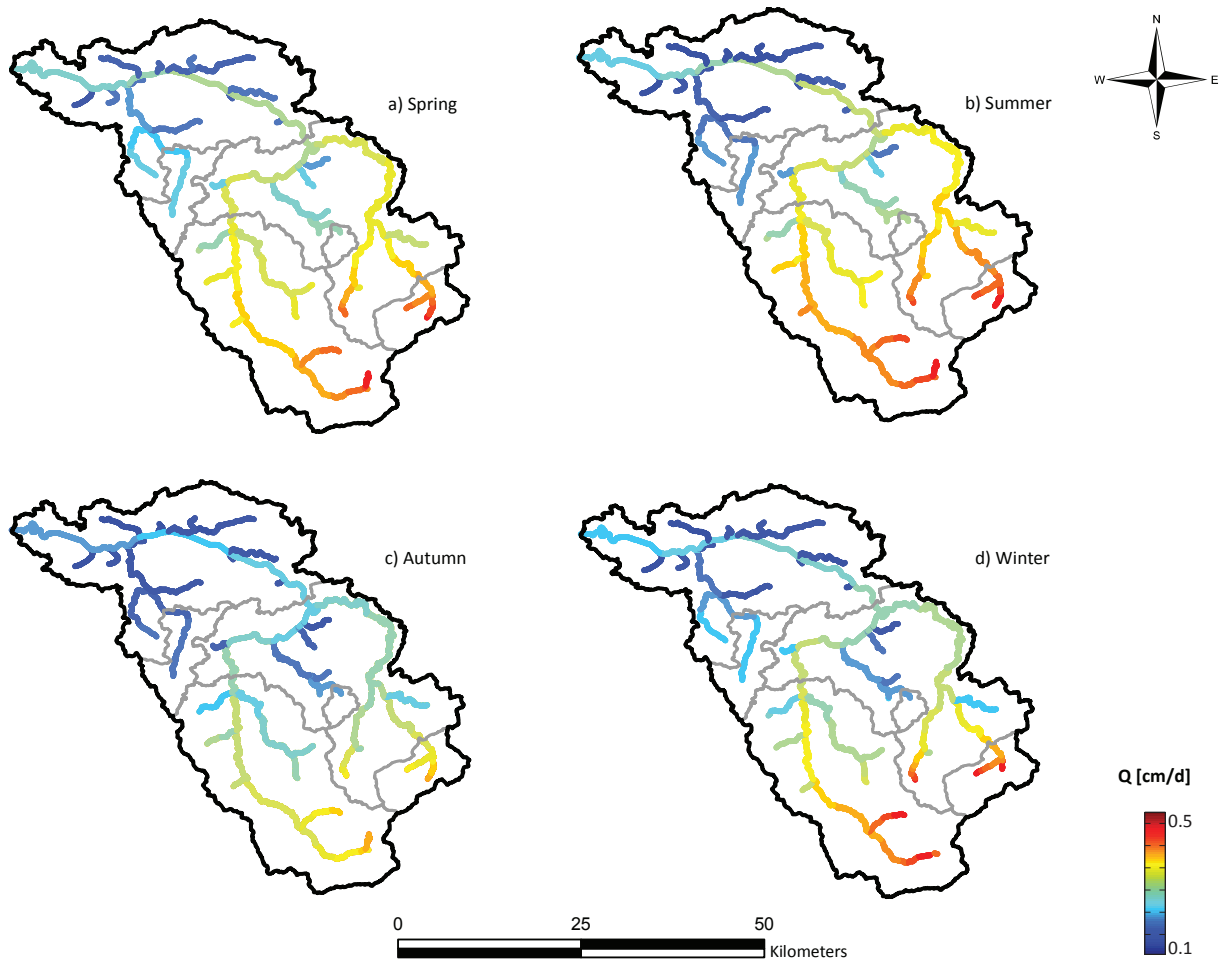 N
W E
S
a) Spring
b) Summer
c) Autumn
d) Winter
Q [cm/d]
0.5
0.1
0 25 50
Kilometers